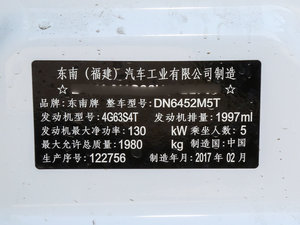 东南（福建）汽车工业有限公司制造
品牌：东南牌 整车型号：DN6452M5T
发动机型号：4G63S4T 发动机排量：1997ml
发动机最大净功率：130 kW 乘坐人数：5
最大允许总质量：1980 kg 制造国：中国
生产序号：122756 制造年月：2017 年 02 月